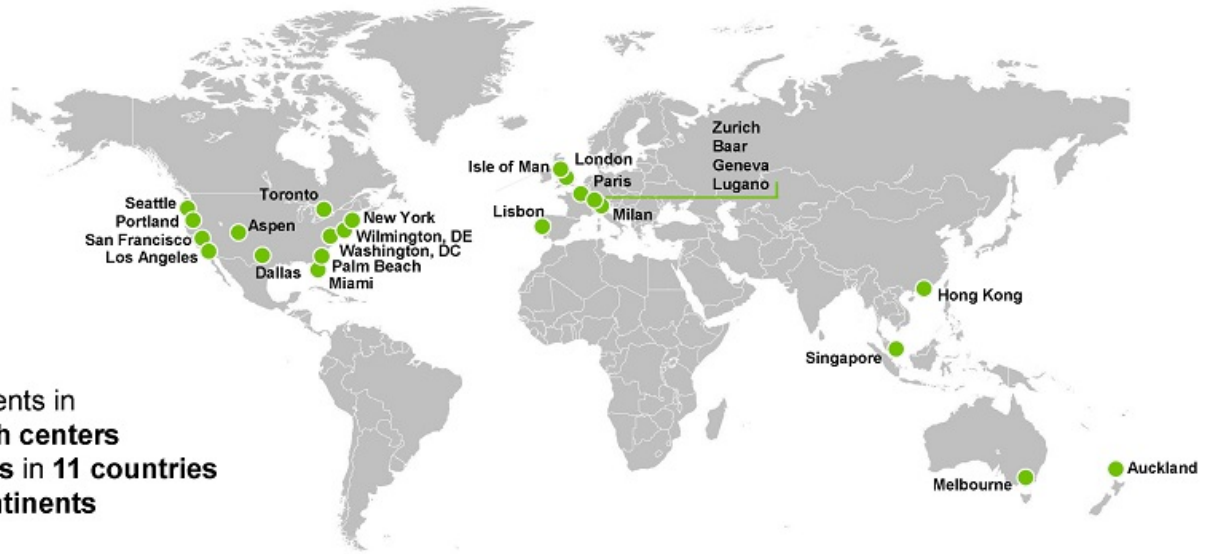 Zurich
Baar
Geneva
Lugano
London
Isle of Man
Paris
Milan
Lisbon
Toronto
Seattle
Portland
San Francisco
Los Angeles
Aspen
Dallas
New York
Wilmington, DE
Washington, DC
Palm Beach
Miami
Hong Kong
Singapore
Melbourne
Auckland
in
centers
in 11 countries